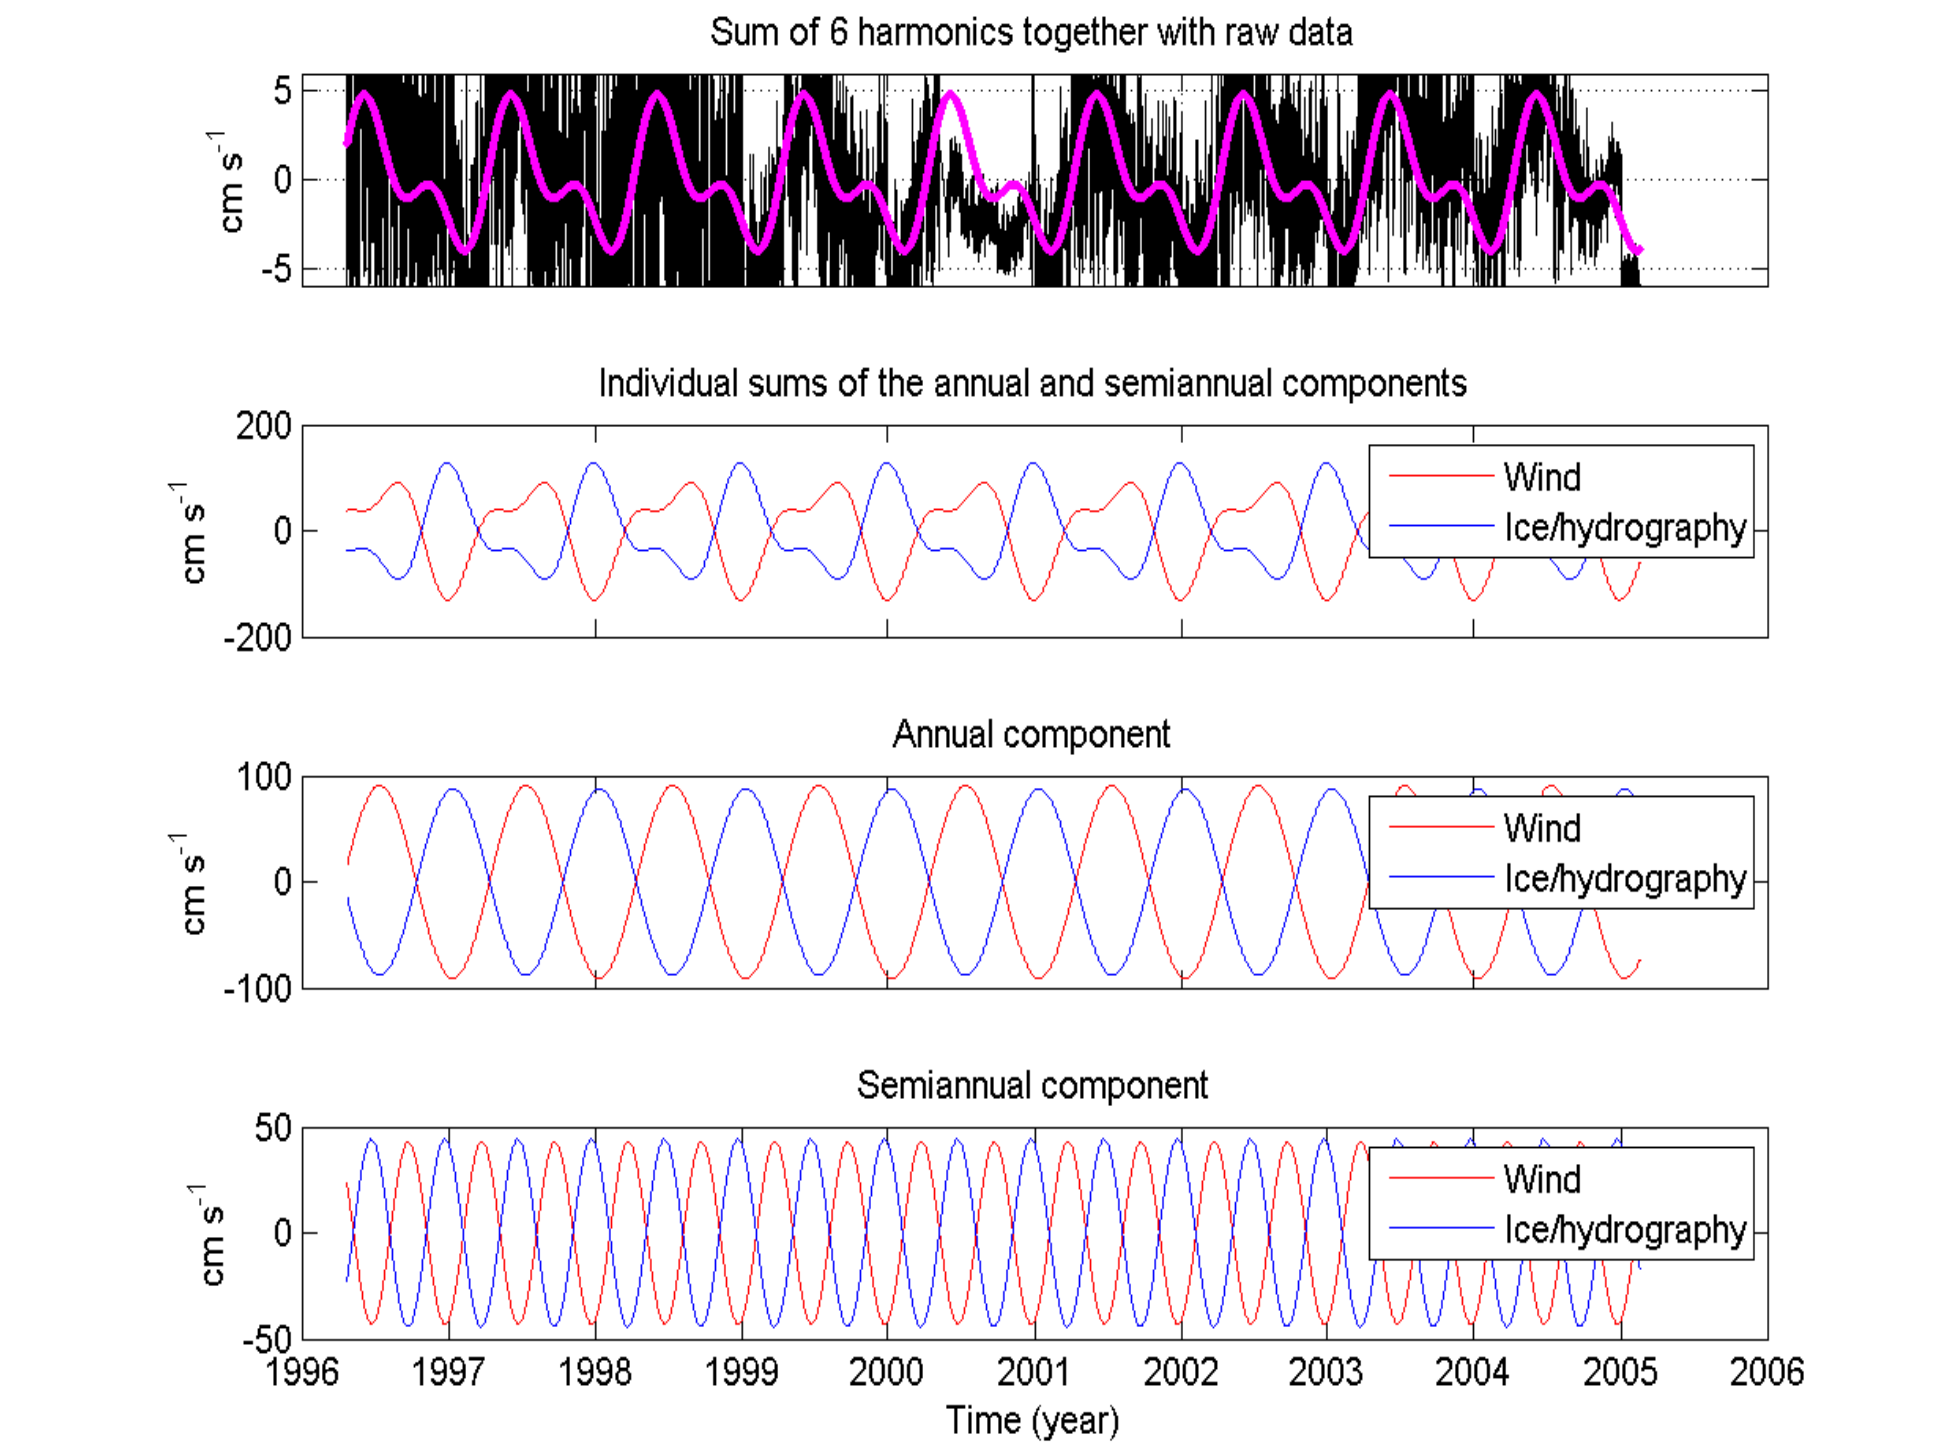 Sum of 6 harmonics together with raw data
5
0
-5
cm s-1
Individual sums of the annual and semiannual components
200
0
-200
cm s-1
Wind
Ice/hydrography
Annual component
100
0
-100
cm s-1
Wind
Ice/hydrography
Semiannual component
50
0
-50
cm s-1
Wind
Ice/hydrography
1996 1997 1998 1999 2000 2001 2002 2003 2004 2005 2006
Time (year)